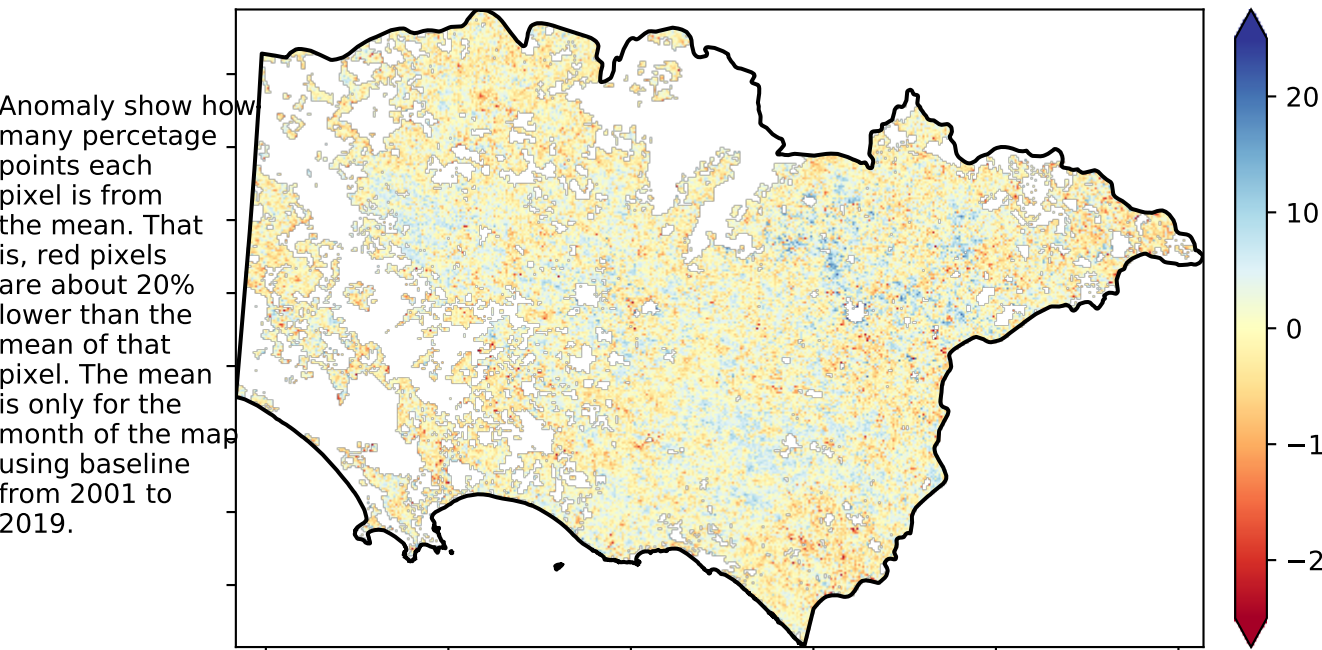 Anomaly show how
many percetage
points each
pixel is from
the mean. That
is, red pixels
are about 20%
lower than the
mean of that
pixel. The mean
is only for the
month of the map
using baseline
from 2001 to
2019.
20
10
0
−1
−2